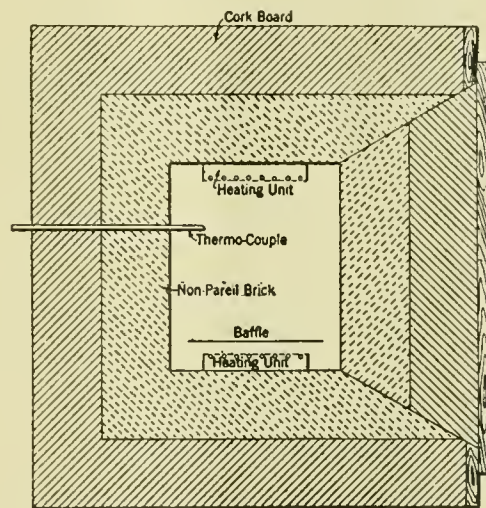 Cork Board
Heating Unit
Thermo-Couple
Non-Pareil Brick
Baffle
Heating Unit